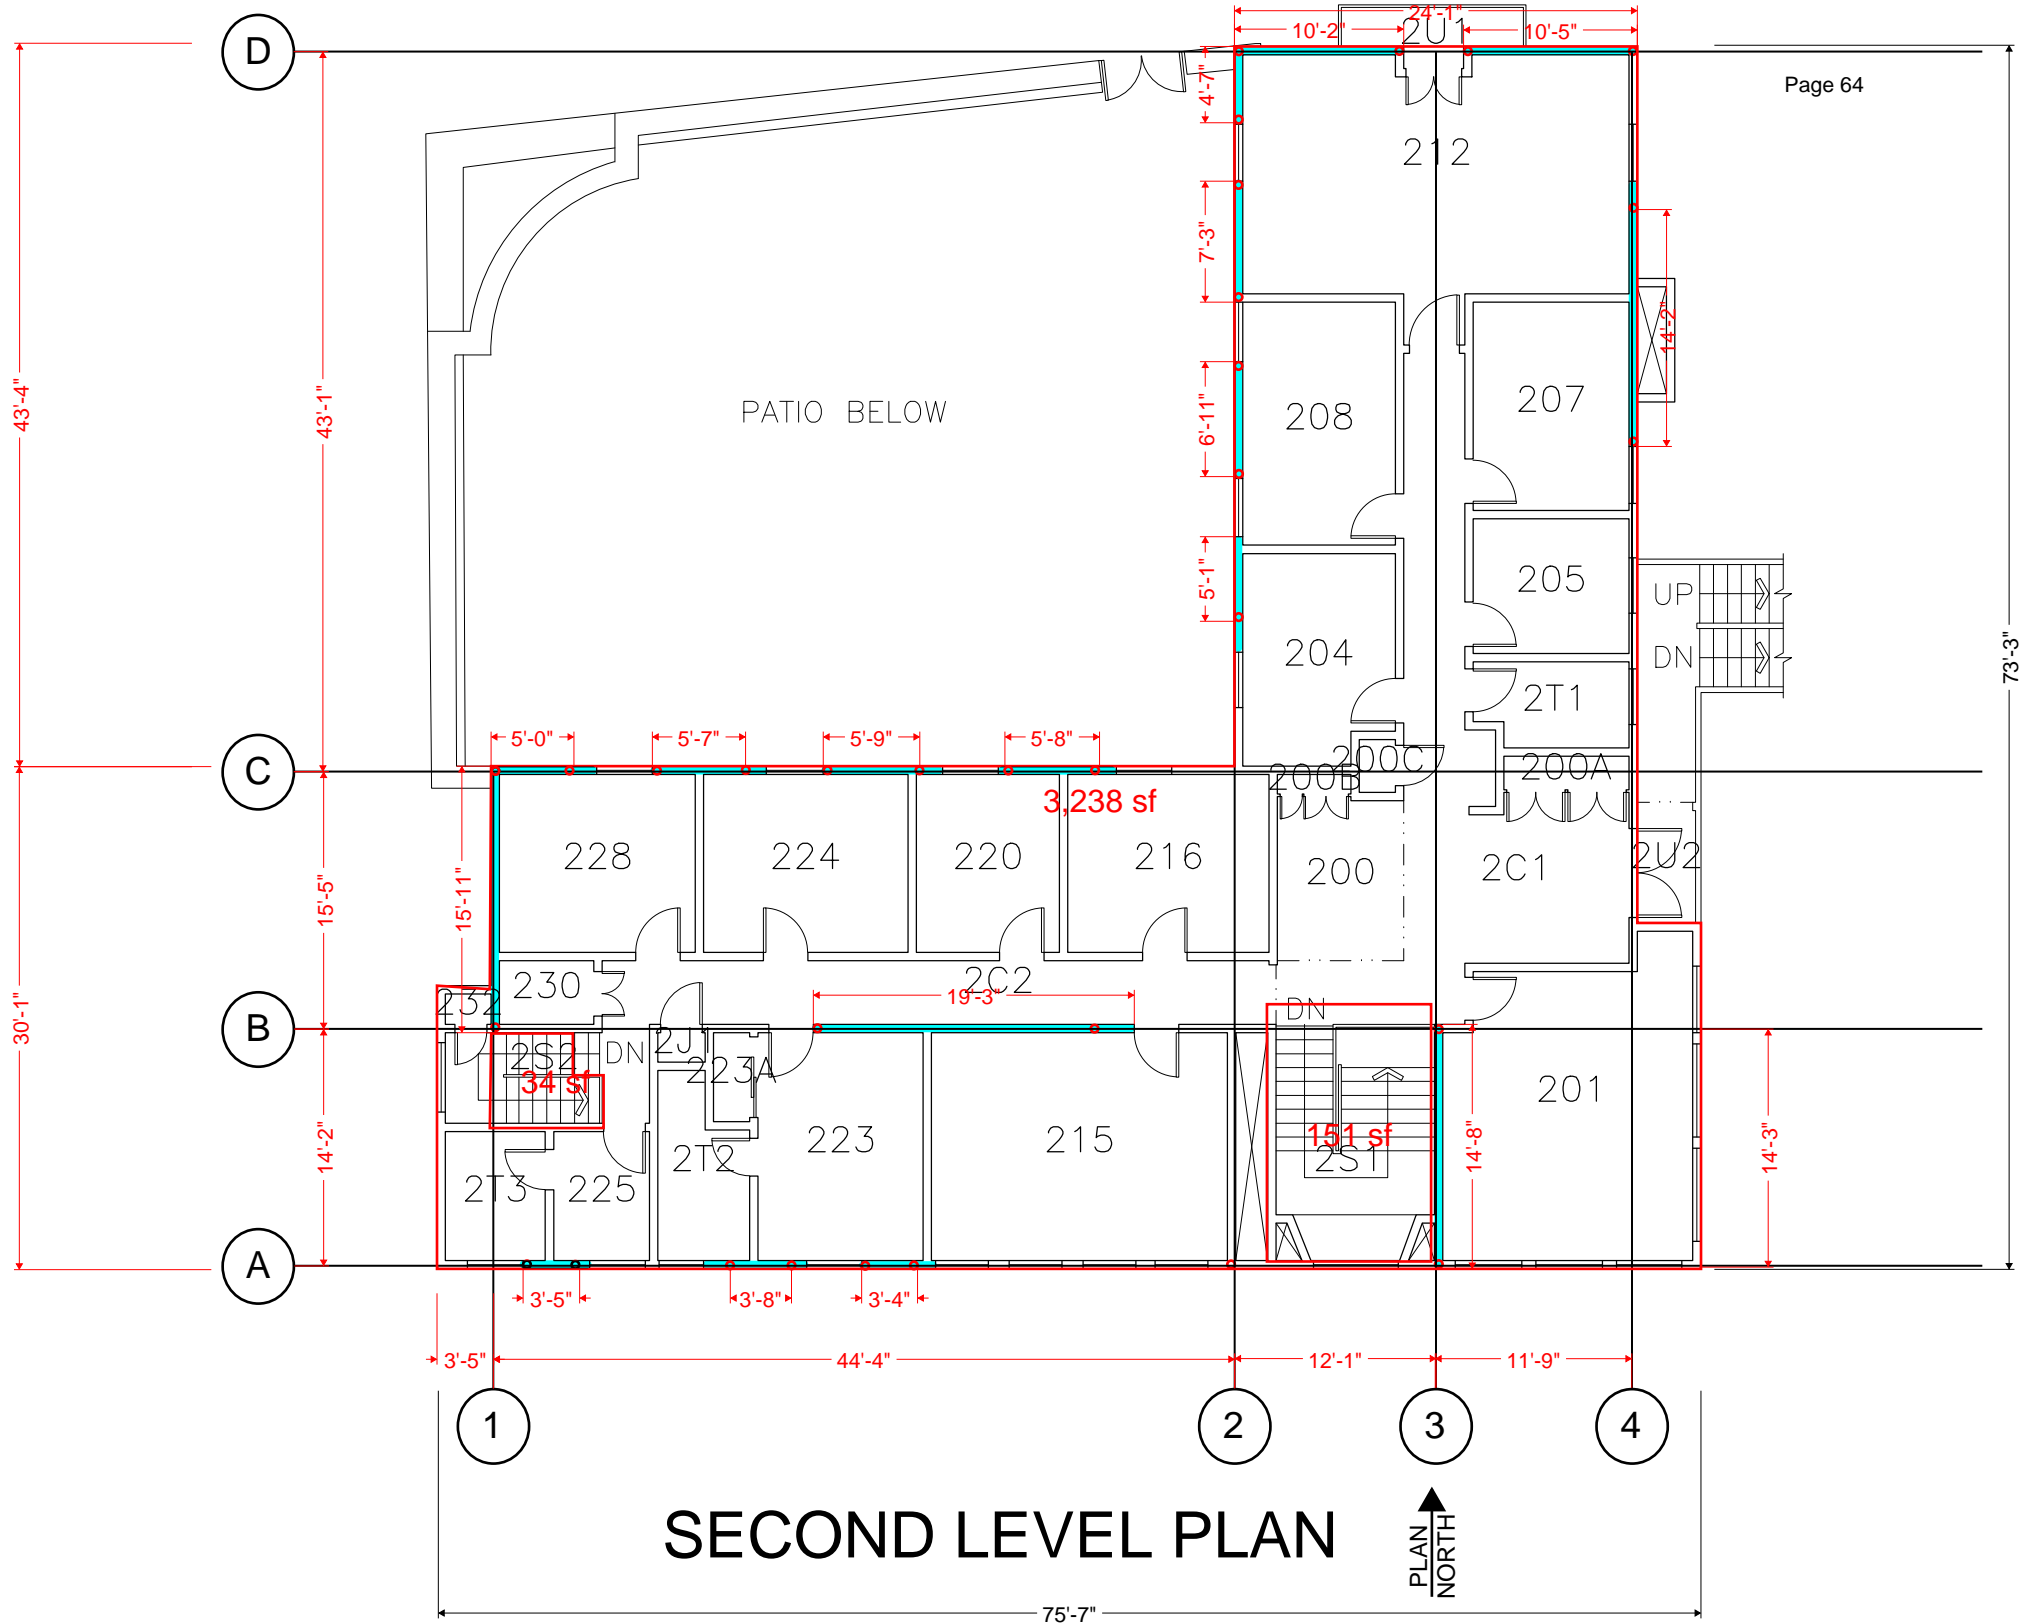 24'-1"
10'-2"
2U1
10'-5"
D
Page 64
4'-7"
212
7'-3"
14'-2"
43'-4"
43'-1"
PATIO BELOW
6'-11"
208
207
5'-1"
205
UP
204
DN
73'-3"
2T1
5'-0"
5'-7"
5'-9"
5'-8"
C
200B
200C
200A
3,238 sf
228
224
220
216
200
2C1
2U2
15'-5"
15'-11"
230
2C2
232
19'-3"
DN
B
30'-1"
2S2
DN
2J1
34 sf
223A
201
14'-2"
223
215
151 sf
2S1
14'-8"
14'-3"
2T3
225
2T2
A
3'-5"
3'-8"
3'-4"
3'-5"
44'-4"
12'-1"
11'-9"
1
2
3
4
SECOND LEVEL PLAN
PLAN
NORTH
75'-7"